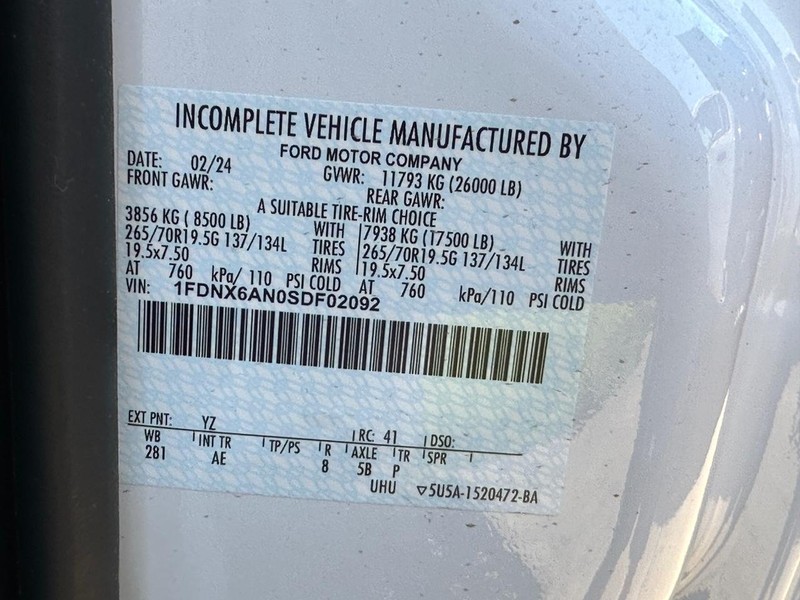 INCOMPLETE VEHICLE MANUFACTURED BY
FORD MOTOR COMPANY
DATE: 02/24 GVWR: 11793 KG (26000 LB)
FRONT GAWR: REAR GAWR:
A SUITABLE TIRE-RIM CHOICE
3856 KG ( 8500 LB) WITH 7938 KG (17500 LB) WITH
265/70R19.5G 137/134L TIRES 265/70R19.5G 137/134L TIRES
19.5x7.50 RIMS 19.5x7.50 RIMS
AT 760 kPa/ 110 PSI COLD AT 760 kPa/110 PSI COLD
VIN: 1FDNX6AN0SDF02092
EXT PNT: YZ RC: 41 DSO:
WB INT TR TP/PS R AXLE TR SPR
281 AE 8 5B P
UHU ▽5U5A-1520472-BA